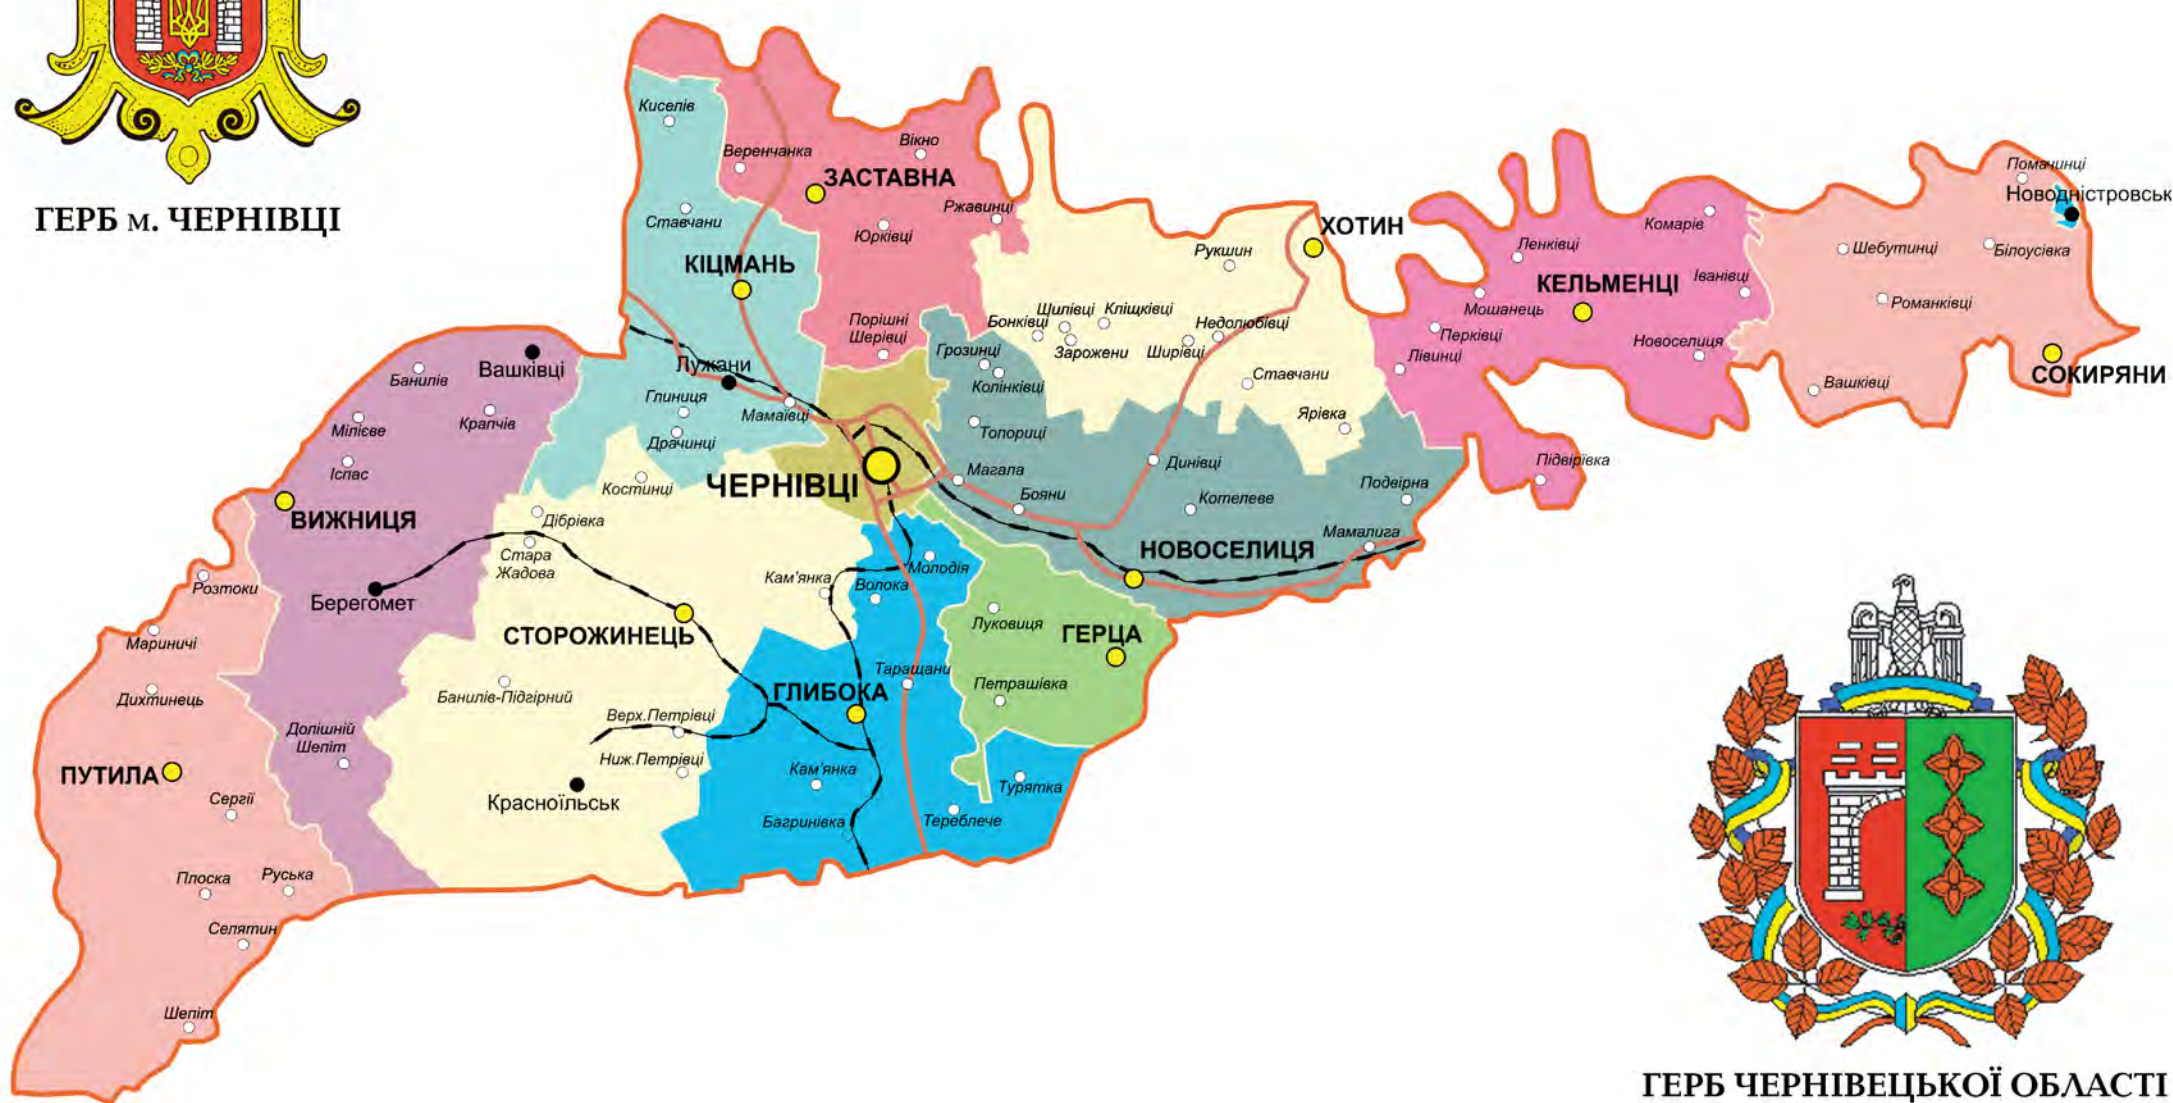 ГЕРБ м. ЧЕРНІВЦІ
Киселів
Веренчанка
Вікно
ЗАСТАВНА
Ржавинці
Юрківці
Ставчани
КІЦМАНЬ
Рукшин
ХОТИН
Ленківці
Комарів
Помачинці
Новодністровськ
Шебутинці
Білоусівка
КЕЛЬМЕНЦІ
Іванівці
Мошанець
Романківці
Перківці
Новоселиця
Лівинці
СОКИРЯНИ
Вашківці
Підвірівка
Порішні
Шерівці
Щилівці
Кліщківці
Бонківці
Недолюбівці
Зарожени
Ширівці
Грозинці
Колінківці
Ставчани
Ярівка
Топориці
Лужани
Глиниця
Мамаївці
Драчинці
Вашківці
Банилів
Крапчів
Мілієве
Іспас
ВИЖНИЦЯ
Костинці
ЧЕРНІВЦІ
Магала
Динівці
Бояни
Котелеве
Подвірна
Мамалига
НОВОСЕЛИЦЯ
Дібрівка
Стара
Жадова
Кам'янка
Волока
Молодія
Розтоки
Берегомет
Мариничі
СТОРОЖИНЕЦЬ
Луковиця
ГЕРЦА
Таращани
Петрашівка
Дихтинець
Банилів-Підгірний
ГЛИБОКА
Верх.Петрівці
Долішній
Шепіт
Ниж.Петрівці
Кам'янка
Турятка
ПУТИЛА
Сергії
Красноїльськ
Багринівка
Тереблече
Плоска
Руська
Селятин
Шепіт
ГЕРБ ЧЕРНІВЕЦЬКОЇ ОБЛАСТІ